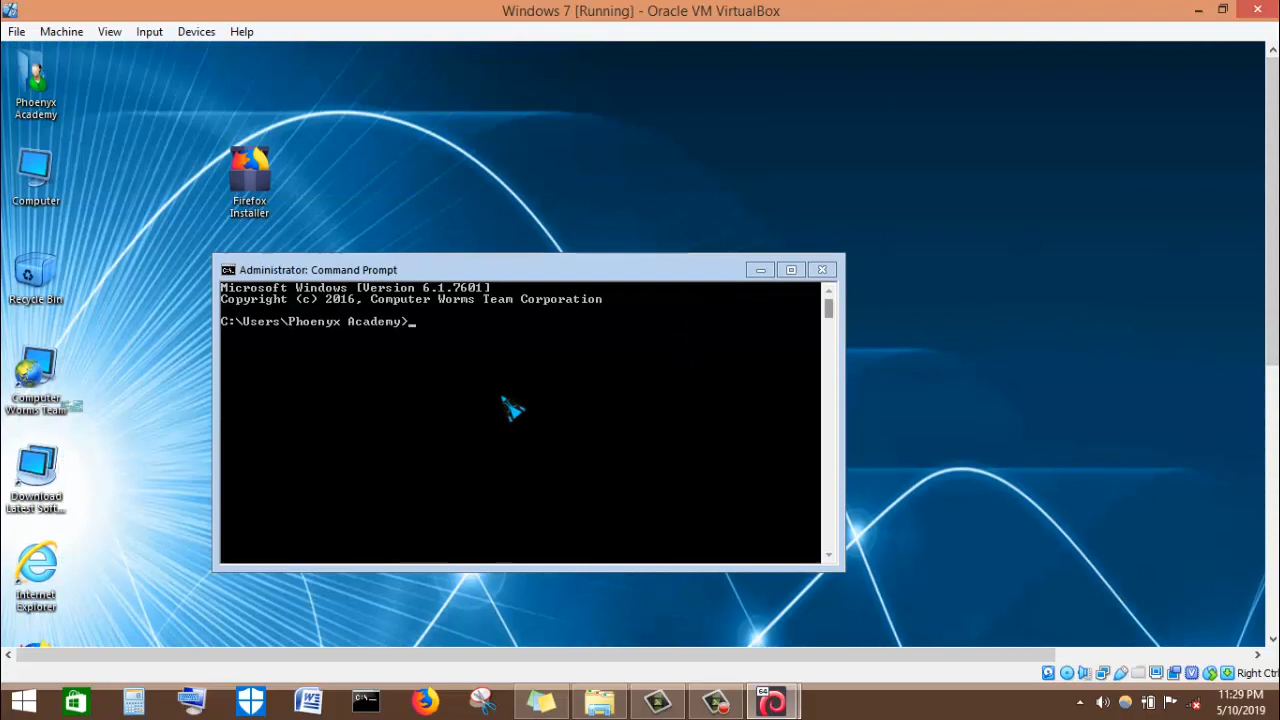 Windows 7 [Running] - Oracle VM VirtualBox
File Machine View Input Devices Help
Phoenyx
Academy
Computer
Recycle Bin
Computer
Worms Team
Download
Latest Soft...
Internet
Explorer
Firefox
Installer
Administrator: Command Prompt
Microsoft Windows [Version 6.1.7601]
Copyright (c) 2016, Computer Worms Team Corporation
C:\Users\Phoenyx Academy>_
Right Ctrl
64
11:29 PM
5/10/2019